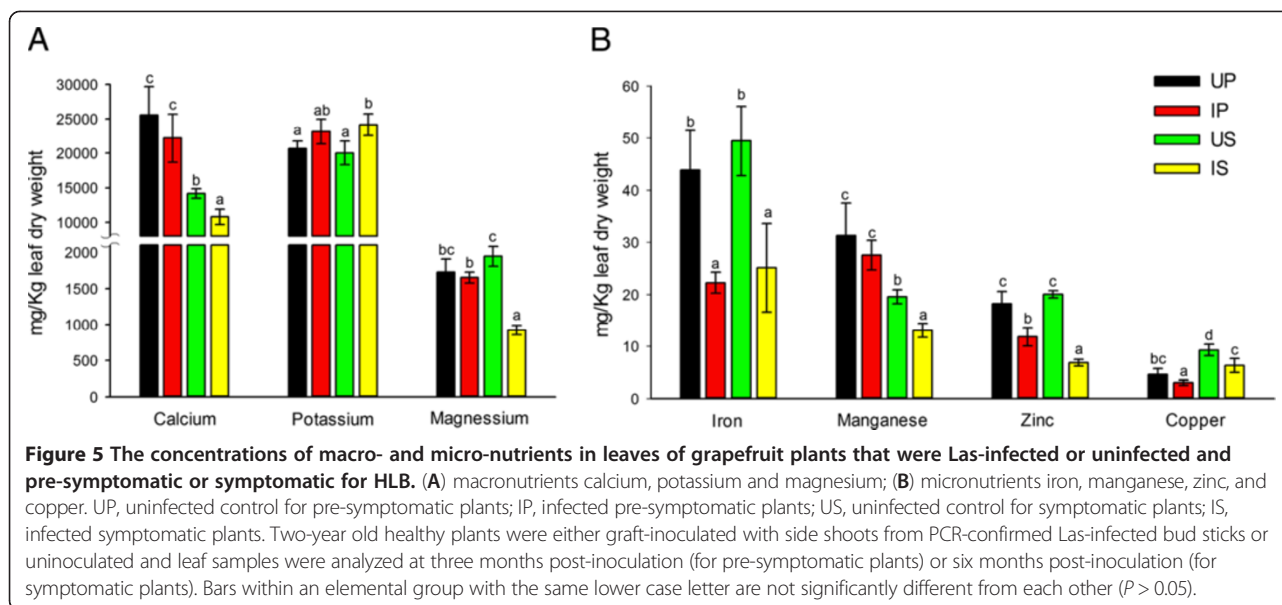 A
B
mg/Kg leaf dry weight
30000
25000
20000
15000
10000
2000
1500
1000
500
0
c
c
b
a
a
ab
a
b
bc
b
c
a
Calcium
Potassium
Magnessium
mg/Kg leaf dry weight
60
50
40
30
20
10
0
b
a
b
a
c
c
b
a
c
b
c
a
bc
a
d
c
Iron
Manganese
Zinc
Copper
UP
IP
US
IS
Figure 5 The concentrations of macro- and micro-nutrients in leaves of grapefruit plants that were Las-infected or uninfected and
pre-symptomatic or symptomatic for HLB. (A) macronutrients calcium, potassium and magnesium; (B) micronutrients iron, manganese, zinc, and
copper. UP, uninfected control for pre-symptomatic plants; IP, infected pre-symptomatic plants; US, uninfected control for symptomatic plants; IS,
infected symptomatic plants. Two-year old healthy plants were either graft-inoculated with side shoots from PCR-confirmed Las-infected bud sticks or
uninoculated and leaf samples were analyzed at three months post-inoculation (for pre-symptomatic plants) or six months post-inoculation (for
symptomatic plants). Bars within an elemental group with the same lower case letter are not significantly different from each other (P > 0.05).